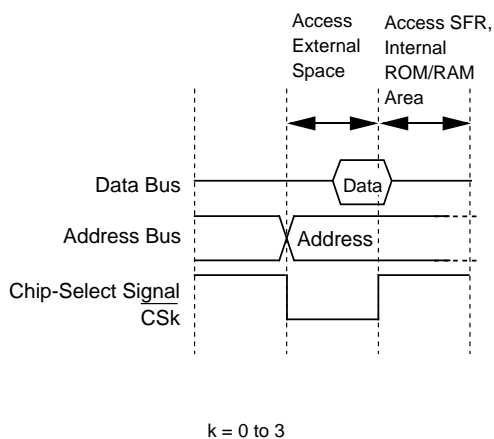 Access
External
Space
Access SFR,
Internal
ROM/RAM
Area
Data Bus
Data
Address Bus
Address
Chip-Select Signal
CSk
k = 0 to 3